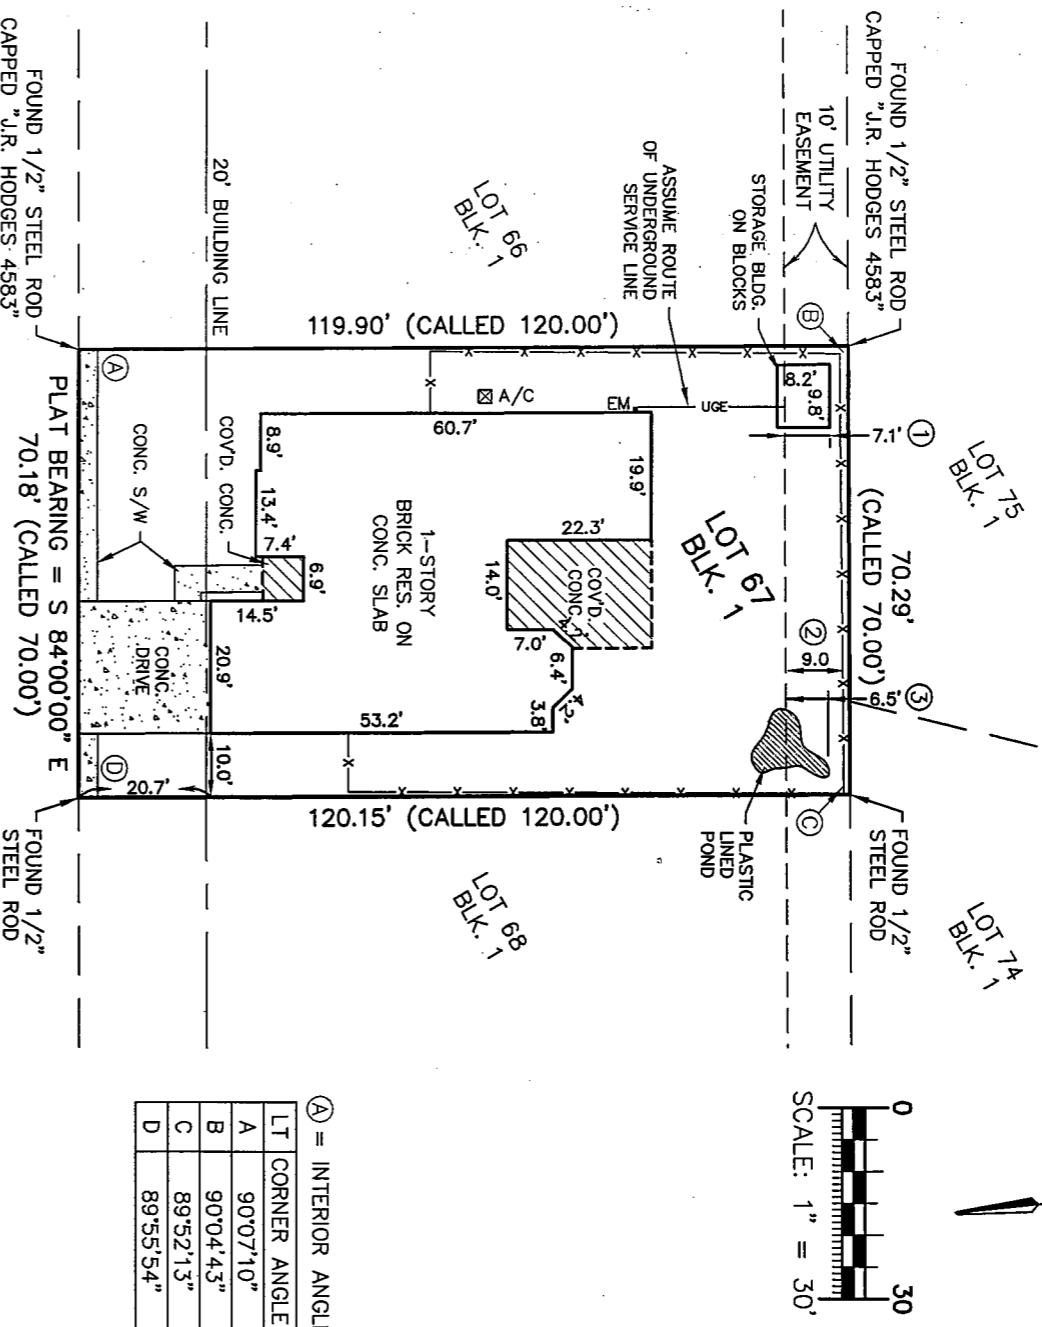 FOUND 1/2" STEEL ROD
CAPPED "J.R. HODGES 4583"
10' UTILITY
EASEMENT
STORAGE BLDG.
ON BLOCKS
ASSUME ROUTE
OF UNDERGROUND
SERVICE LINE
LOT 66
BLK. 1
20' BUILDING LINE
FOUND 1/2" STEEL ROD
CAPPED "J.R. HODGES 4583"
LOT 75
BLK. 1
70.29'
(CALLED 70.00')
LOT 74
BLK. 1
FOUND 1/2"
STEEL ROD
119.90' (CALLED 120.00')
B
8.2'
9.8'
7.1'
1
A/C
EM
UGE
60.7'
19.9'
22.3'
LOT 67
BLK. 1
2
9.0
6.5'
3
C
PLASTIC
LINED
POND
COV'D.
CONC.
14.0'
7.0'
4.2'
6.4'
4.2'
3.8'
1-STORY
BRICK RES. ON
CONC. SLAB
8.9'
13.4'
7.4'
6.9'
14.5'
20.9'
53.2'
10.0'
20.7'
COV'D. CONC.
CONC. S/W
CONC.
DRIVE
A
D
120.15' (CALLED 120.00')
LOT 68
BLK. 1
PLAT BEARING = S 84°00'00" E
70.18' (CALLED 70.00')
FOUND 1/2"
STEEL ROD
0 30
SCALE: 1" = 30'
A = INTERIOR ANGLE
LT CORNER ANGLE
A 90°07'10"
B 90°04'43"
C 89°52'13"
D 89°55'54"